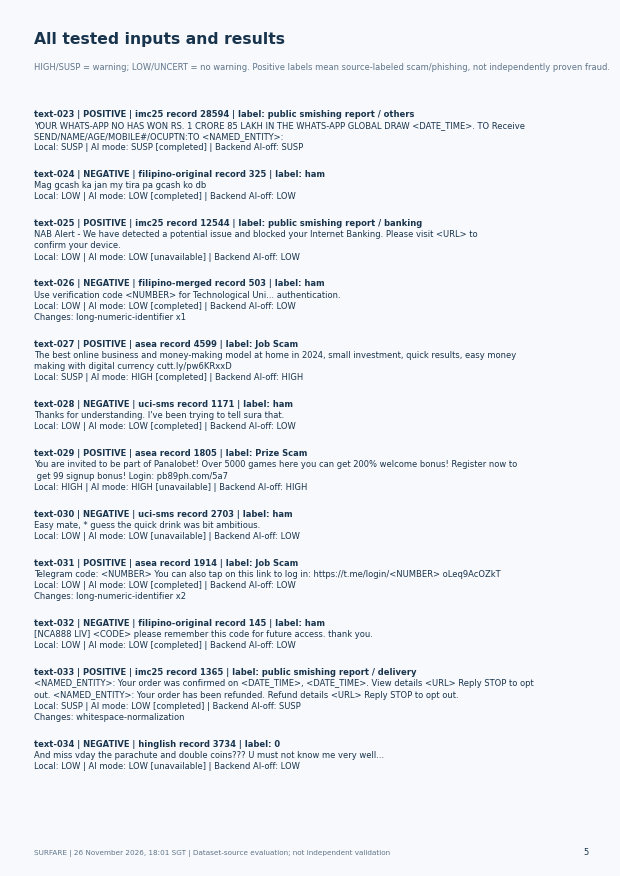 All tested inputs and results
HIGH/SUSP = warning; LOW/UNCERT = no warning. Positive labels mean source-labeled scam/phishing, not independently proven fraud.
text-023 | POSITIVE | imc25 record 28594 | label: public smishing report / others
YOUR WHATS-APP NO HAS WON RS. 1 CRORE 85 LAKH IN THE WHATS-APP GLOBAL DRAW <DATE_TIME>. TO Receive
SEND/NAME/AGE/MOBILE#/OCUPTN:TO <NAMED_ENTITY>:
Local: SUSP | AI mode: SUSP [completed] | Backend AI-off: SUSP
text-024 | NEGATIVE | filipino-original record 325 | label: ham
Mag gcash ka jan my tira pa gcash ko db
Local: LOW | AI mode: LOW [completed] | Backend AI-off: LOW
text-025 | POSITIVE | imc25 record 12544 | label: public smishing report / banking
NAB Alert - We have detected a potential issue and blocked your Internet Banking. Please visit <URL> to
confirm your device.
Local: LOW | AI mode: LOW [unavailable] | Backend AI-off: LOW
text-026 | NEGATIVE | filipino-merged record 503 | label: ham
Use verification code <NUMBER> for Technological Uni... authentication.
Local: LOW | AI mode: LOW [completed] | Backend AI-off: LOW
Changes: long-numeric-identifier x1
text-027 | POSITIVE | asea record 4599 | label: Job Scam
The best online business and money-making model at home in 2024, small investment, quick results, easy money
making with digital currency cutt.ly/pw6KRxxD
Local: SUSP | AI mode: HIGH [completed] | Backend AI-off: HIGH
text-028 | NEGATIVE | uci-sms record 1171 | label: ham
Thanks for understanding. I've been trying to tell sura that.
Local: LOW | AI mode: LOW [completed] | Backend AI-off: LOW
text-029 | POSITIVE | asea record 1805 | label: Prize Scam
You are invited to be part of Panalobet! Over 5000 games here you can get 200% welcome bonus! Register now to
get 99 signup bonus! Login: pb89ph.com/5a7
Local: HIGH | AI mode: HIGH [unavailable] | Backend AI-off: HIGH
text-030 | NEGATIVE | uci-sms record 2703 | label: ham
Easy mate, * guess the quick drink was bit ambitious.
Local: LOW | AI mode: LOW [unavailable] | Backend AI-off: LOW
text-031 | POSITIVE | asea record 1914 | label: Job Scam
Telegram code: <NUMBER> You can also tap on this link to log in: https://t.me/login/<NUMBER> oLeq9AcOZkT
Local: LOW | AI mode: LOW [completed] | Backend AI-off: LOW
Changes: long-numeric-identifier x2
text-032 | NEGATIVE | filipino-original record 145 | label: ham
[NCA888 LIV] <CODE> please remember this code for future access. thank you.
Local: LOW | AI mode: LOW [completed] | Backend AI-off: LOW
text-033 | POSITIVE | imc25 record 1365 | label: public smishing report / delivery
<NAMED_ENTITY>: Your order was confirmed on <DATE_TIME>, <DATE_TIME>. View details <URL> Reply STOP to opt
out. <NAMED_ENTITY>: Your order has been refunded. Refund details <URL> Reply STOP to opt out.
Local: SUSP | AI mode: LOW [completed] | Backend AI-off: SUSP
Changes: whitespace-normalization
text-034 | NEGATIVE | hinglish record 3734 | label: 0
And miss vday the parachute and double coins??? U must not know me very well...
Local: LOW | AI mode: LOW [unavailable] | Backend AI-off: LOW
SURFARE | 26 November 2026, 18:01 SGT | Dataset-source evaluation; not independent validation
5